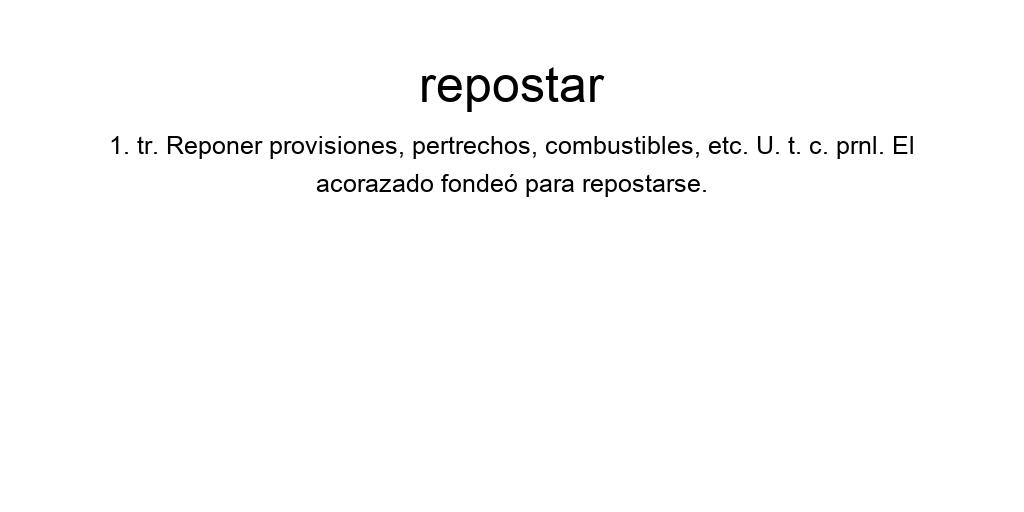 repostar
1. tr. Reponer provisiones, pertrechos, combustibles, etc. U. t. c. prnl. El
acorazado fondeó para repostarse.